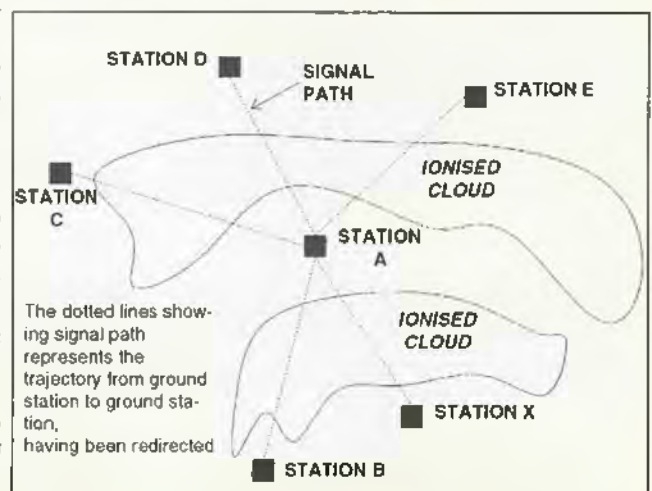 STATION D
SIGNAL
PATH
STATION E
IONISED
CLOUD
STATION
C
STATION
A
The dotted lines show-
ing signal path
represents the
trajectory from ground
station to ground sta-
tion,
having been redirected
IONISED
CLOUD
STATION X
STATION B